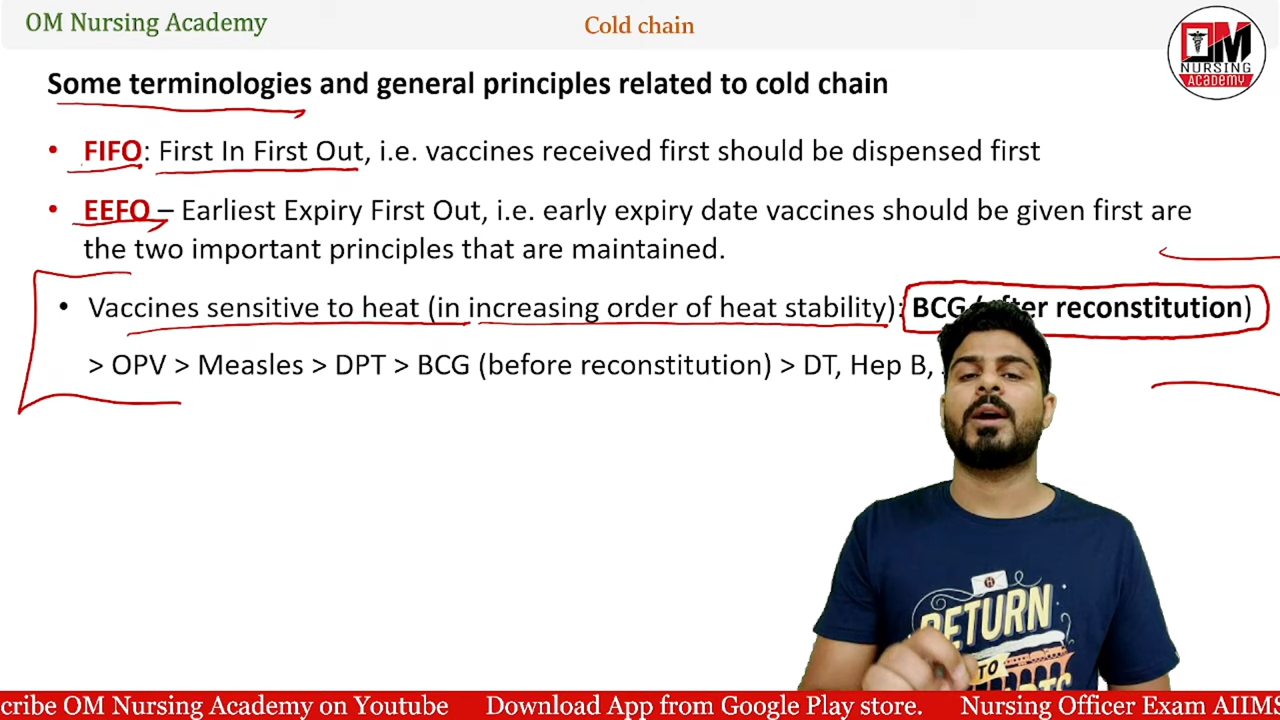 OM Nursing Academy
Cold chain
OM
NURSING
ACADEMY
Some terminologies and general principles related to cold chain
• FIFO: First In First Out, i.e. vaccines received first should be dispensed first
• EEFO – Earliest Expiry First Out, i.e. early expiry date vaccines should be given first are
the two important principles that are maintained.
• Vaccines sensitive to heat (in increasing order of heat stability): BCG (after reconstitution)
> OPV > Measles > DPT > BCG (before reconstitution) > DT, Hep B,
RETURN
TO
cribe OM Nursing Academy on Youtube Download App from Google Play store. Nursing Officer Exam AIIMS